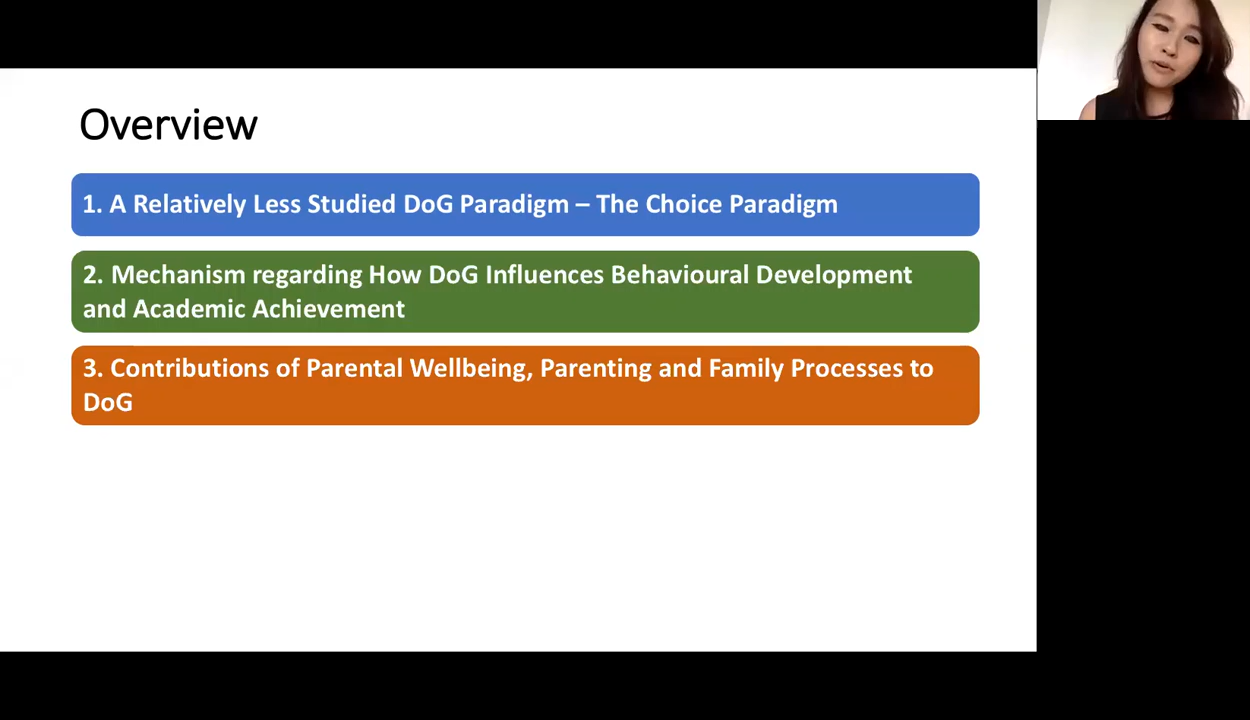 Overview
1. A Relatively Less Studied DoG Paradigm – The Choice Paradigm
2. Mechanism regarding How DoG Influences Behavioural Development
and Academic Achievement
3. Contributions of Parental Wellbeing, Parenting and Family Processes to
DoG